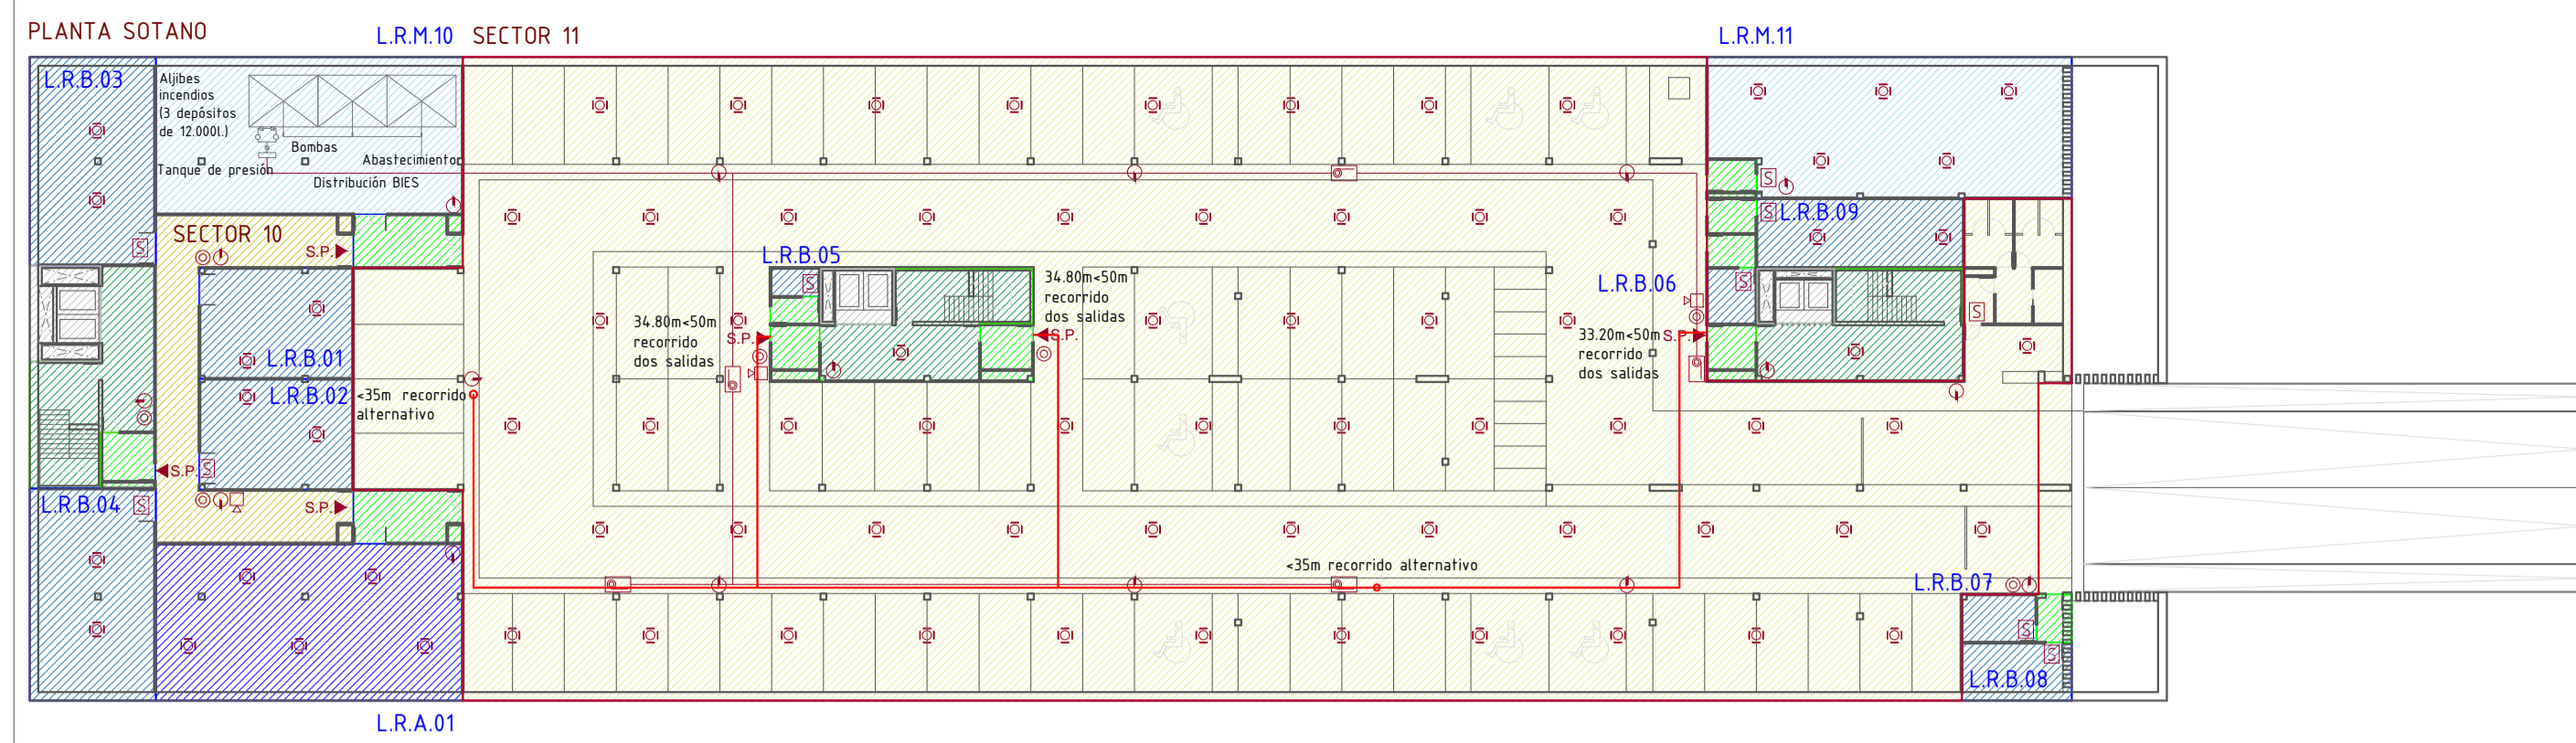 PLANTA SOTANO
L.R.M.10
SECTOR 11
L.R.M.11
L.R.B.03
Aljibes
incendios
(3 depósitos
de 12.000l.)
Bombas
Abastecimiento
Tanque de presión
Distribución BIES
S
SECTOR 10
S.P.
L.R.B.05
S
34.80m<50m
recorrido
dos salidas
S.P.
34.80m<50m
recorrido
dos salidas
S.P.
L.R.B.06
33.20m<50m
recorrido
dos salidas
S.P.
S
S
L.R.B.09
S
S
L.R.B.01
L.R.B.02
<35m recorrido
alternativo
S.P.
S
L.R.B.04
S
S.P.
<35m recorrido alternativo
L.R.B.07
S
S
L.R.B.08
L.R.A.01